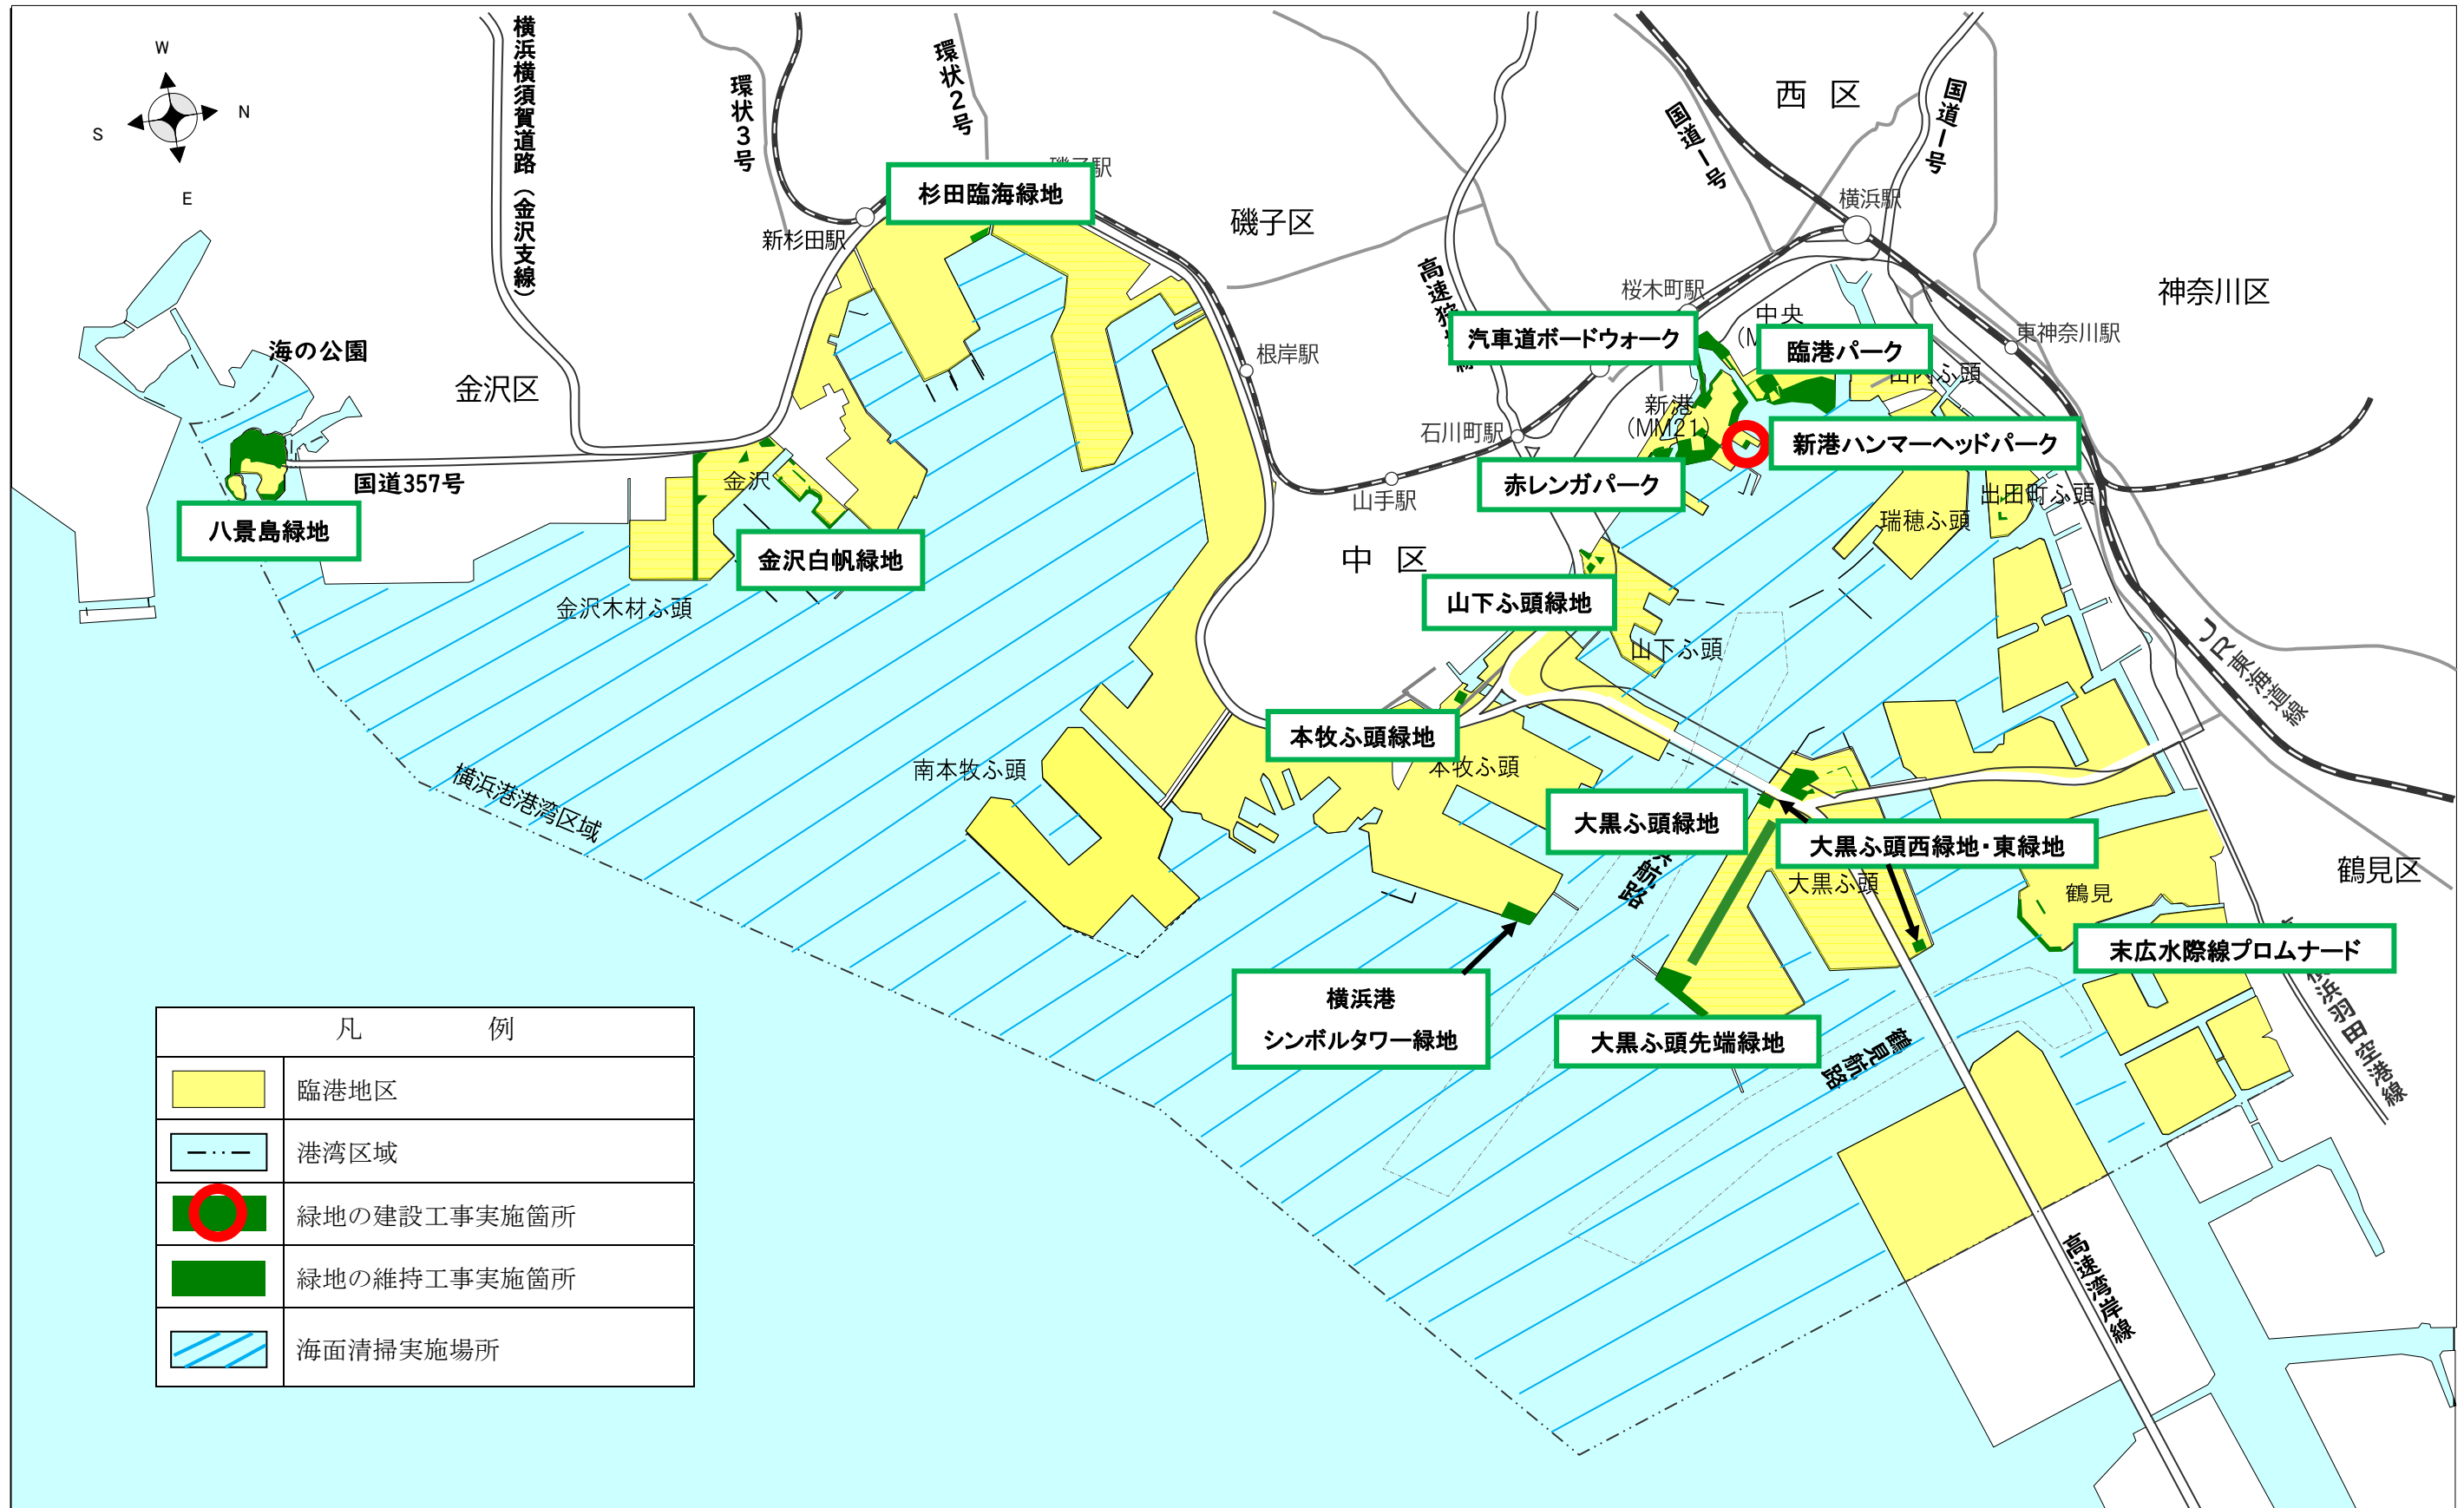 W
N
S
E
横浜横須賀道路(金沢支線)
環状3号
環状2号
国道1号
国道1号
西 区
横浜駅
杉田臨海緑地
新杉田駅
磯子区
神奈川区
桜木町駅
中央
東神奈川駅
汽車道ボードウォーク
臨港パーク
山内ふ頭
海の公園
金沢区
根岸駅
新港
(MM21)
石川町駅
新港ハンマーヘッドパーク
国道357号
金沢
山手駅
赤レンガパーク
出田町ふ頭
瑞穂ふ頭
八景島緑地
金沢白帆緑地
中 区
金沢木材ふ頭
山下ふ頭緑地
山下ふ頭
JR東海道線
本牧ふ頭緑地
本牧ふ頭
南本牧ふ頭
横浜港港湾区域
大黒ふ頭緑地
大黒ふ頭西緑地・東緑地
航路
大黒ふ頭
鶴見
鶴見区
末広水際線プロムナード
横浜羽田空港線
横浜港
シンボルタワー緑地
大黒ふ頭先端緑地
鶴見航路
高速湾岸線
凡 例
臨港地区
港湾区域
緑地の建設工事実施箇所
緑地の維持工事実施箇所
海面清掃実施場所